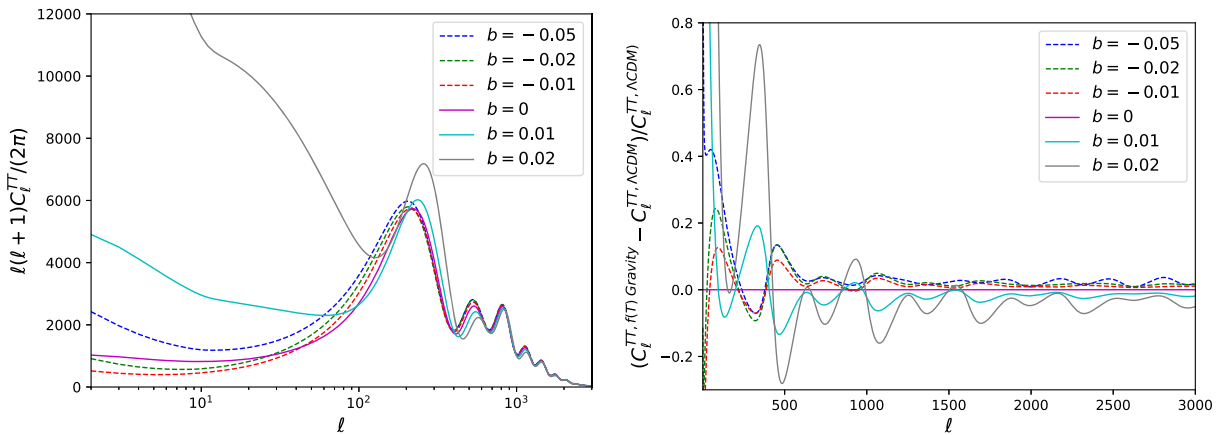 12000
10000
8000
6000
4000
2000
0
ℓ(ℓ + 1)C_ℓ^{TT}/(2π)
b = −0.05
b = −0.02
b = −0.01
b = 0
b = 0.01
b = 0.02
10^1
10^2
10^3
ℓ
0.8
0.6
0.4
0.2
0.0
−0.2
(C_ℓ^{TT, f(T) Gravity} − C_ℓ^{TT, ΛCDM})/C_ℓ^{TT, ΛCDM}
b = −0.05
b = −0.02
b = −0.01
b = 0
b = 0.01
b = 0.02
500
1000
1500
2000
2500
3000
ℓ